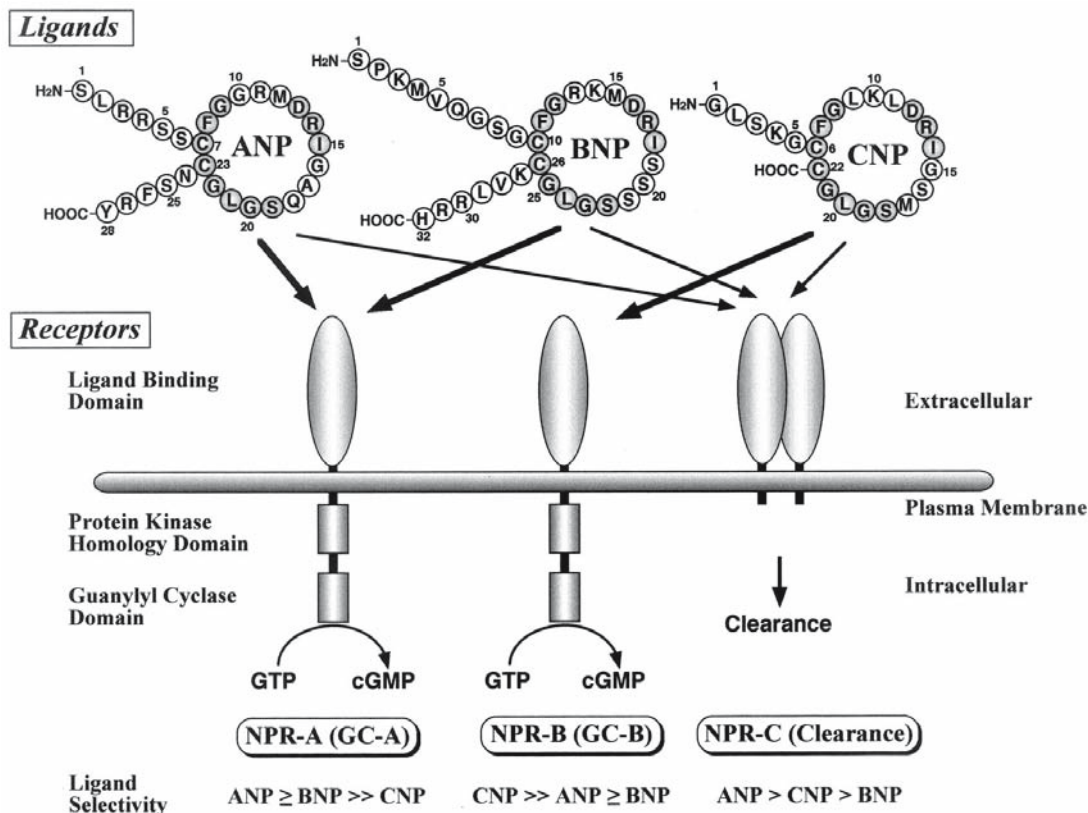 Ligands
1
5
10
15
20
25
28
7
23
H2N
S L R R S S C F G G R M D R I G A Q S G L G C N S F R Y
HOOC
ANP
1
5
10
15
20
25
26
30
32
H2N
S P K M V Q G S G C F G R K M D R I S S S S G L G C K V L R R H
HOOC
BNP
1
5
6
10
15
20
22
H2N
G L S K G C F G L K L D R I G S M S G L G C
HOOC
CNP
Receptors
Ligand Binding
Domain
Extracellular
Plasma Membrane
Protein Kinase
Homology Domain
Guanylyl Cyclase
Domain
Intracellular
Clearance
GTP cGMP GTP cGMP
NPR-A (GC-A) NPR-B (GC-B) NPR-C (Clearance)
Ligand
Selectivity
ANP ≥ BNP >> CNP CNP >> ANP ≥ BNP ANP > CNP > BNP